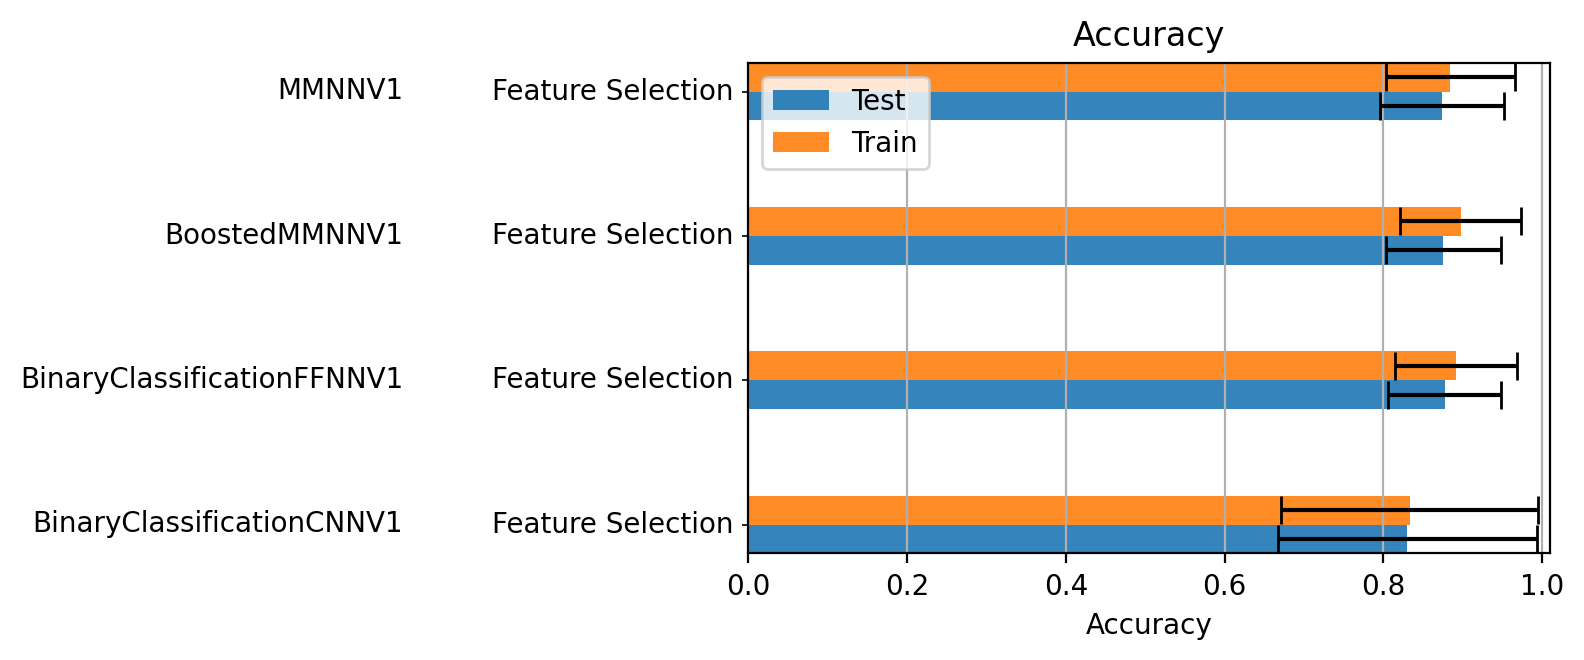 Accuracy
MMNNV1 Feature Selection
Test
Train
BoostedMMNNV1 Feature Selection
BinaryClassificationFFNNV1 Feature Selection
BinaryClassificationCNNV1 Feature Selection
0.0 0.2 0.4 0.6 0.8 1.0
Accuracy